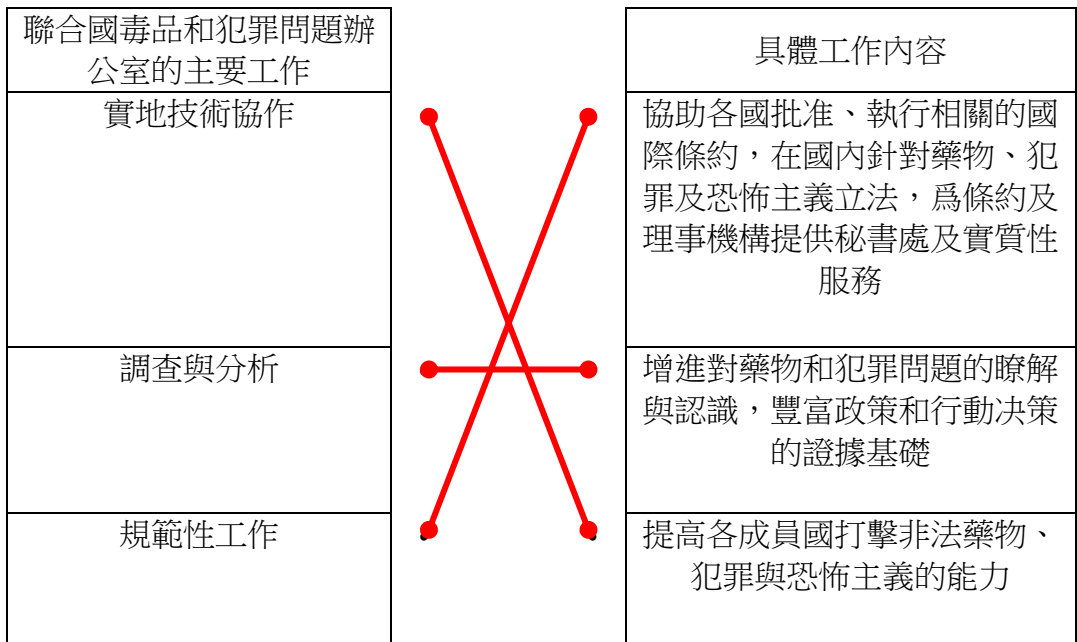 聯合國毒品和犯罪問題辦
公室的主要工作
具體工作內容
實地技術協作
協助各國批准、執行相關的國
際條約，在國內針對藥物、犯
罪及恐怖主義立法，爲條約及
理事機構提供秘書處及實質性
服務
調查與分析
增進對藥物和犯罪問題的瞭解
與認識，豐富政策和行動决策
的證據基礎
規範性工作
提高各成員國打擊非法藥物、
犯罪與恐怖主義的能力